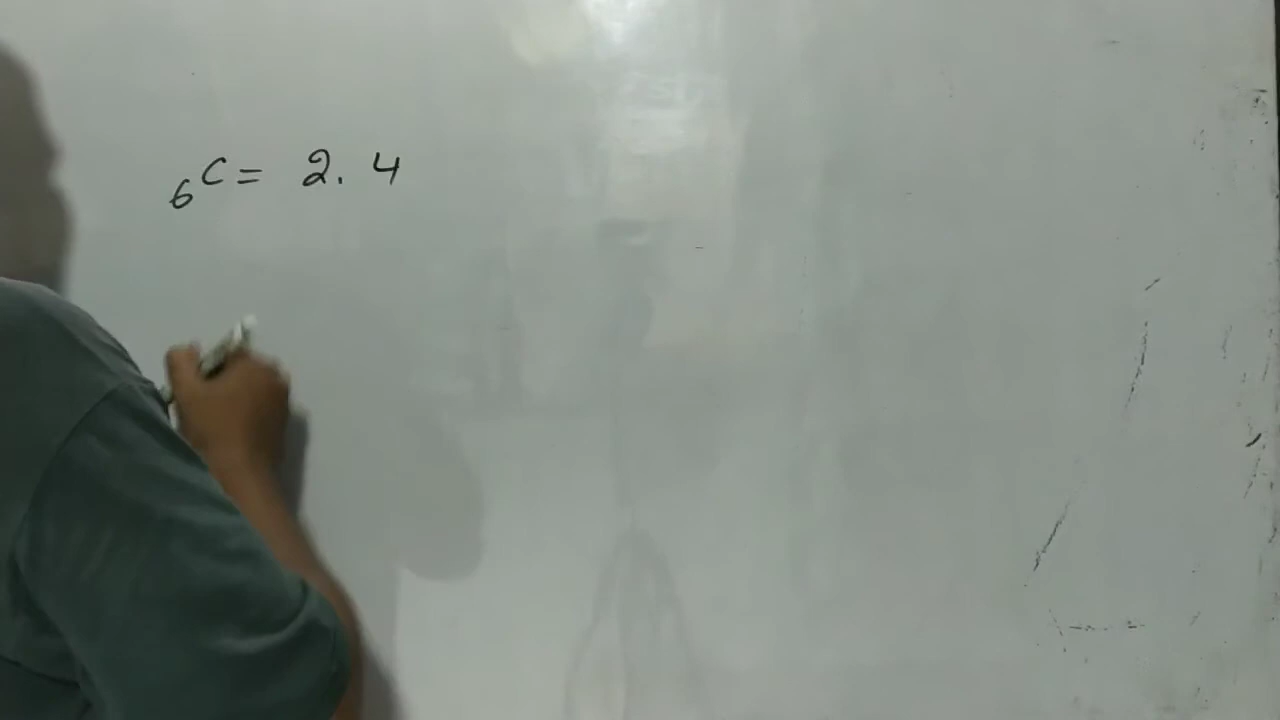 ₆C = 2. 4